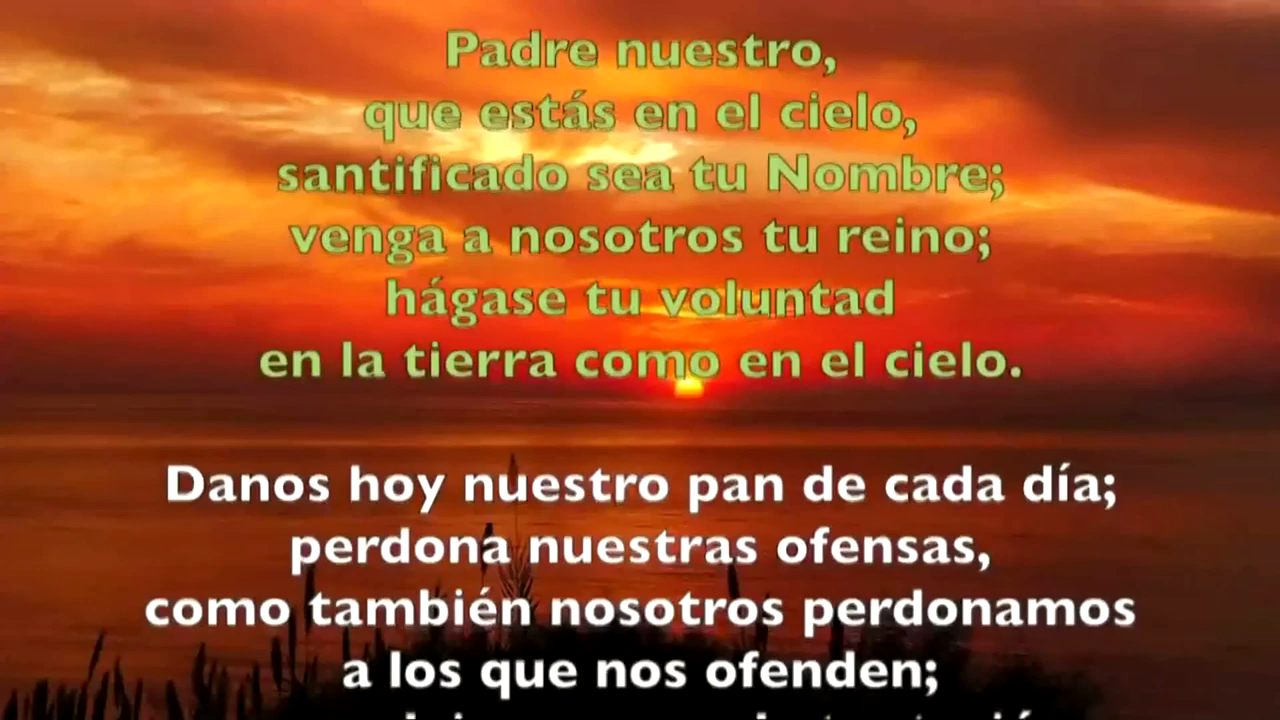 Padre nuestro,
que estás en el cielo,
santificado sea tu Nombre;
venga a nosotros tu reino;
hágase tu voluntad
en la tierra como en el cielo.
Danos hoy nuestro pan de cada día;
perdona nuestras ofensas,
como también nosotros perdonamos
a los que nos ofenden;